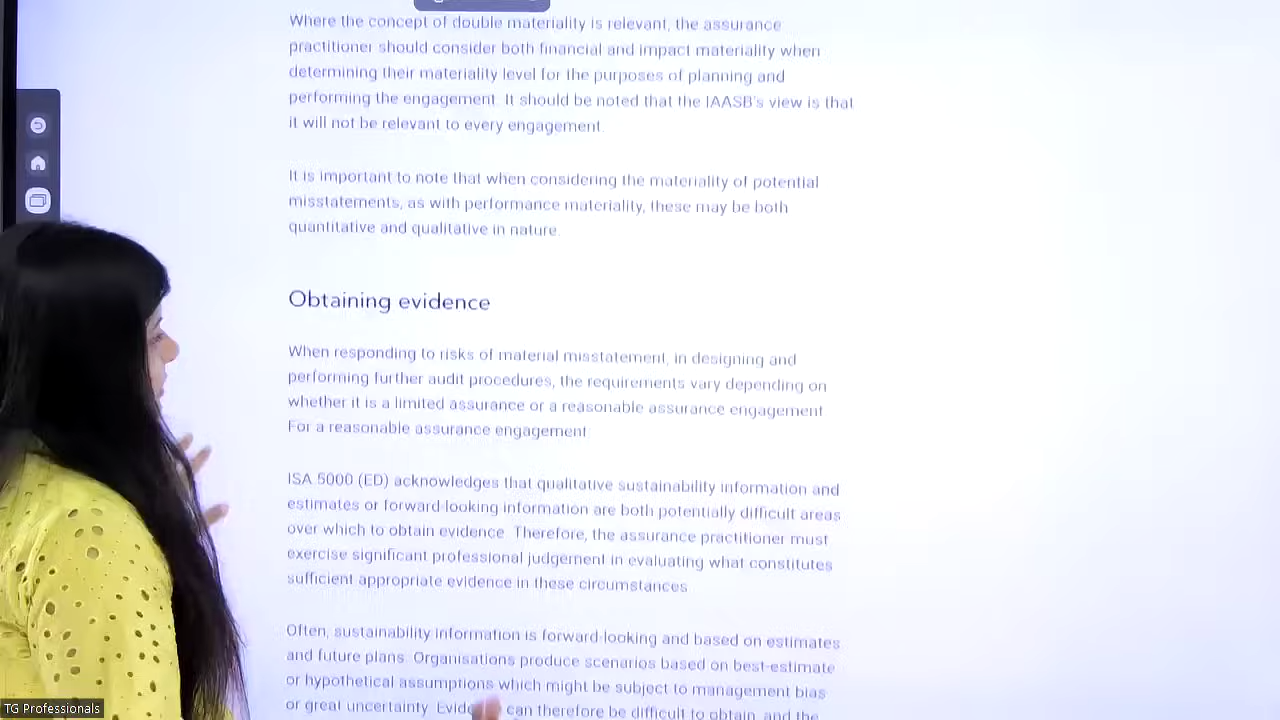 Where the concept of double materiality is relevant, the assurance
practitioner should consider both financial and impact materiality when
determining their materiality level for the purposes of planning and
performing the engagement. It should be noted that the IAASB's view is that
it will not be relevant to every engagement.
It is important to note that when considering the materiality of potential
misstatements, as with performance materiality, these may be both
quantitative and qualitative in nature.
Obtaining evidence
When responding to risks of material misstatement, in designing and
performing further audit procedures, the requirements vary depending on
whether it is a limited assurance or a reasonable assurance engagement
For a reasonable assurance engagement
ISA 5000 (ED) acknowledges that qualitative sustainability information and
estimates or forward-looking information are both potentially difficult areas
over which to obtain evidence. Therefore, the assurance practitioner must
exercise significant professional judgement in evaluating what constitutes
sufficient appropriate evidence in these circumstances
Often, sustainability information is forward-looking and based on estimates
and future plans. Organisations produce scenarios based on best-estimate
or hypothetical assumptions which might be subject to management bias
or great uncertainty. can therefore be difficult to obtain, and the
TG Professionals